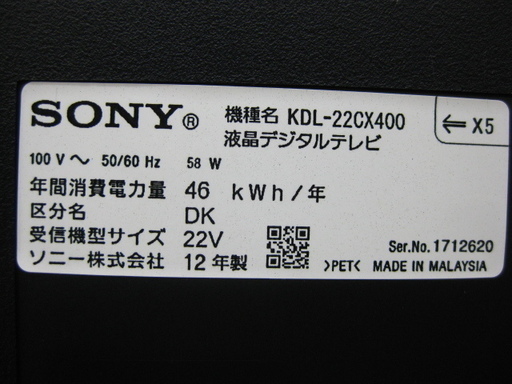 SONY® 機種名 KDL-22CX400
液晶デジタルテレビ
⇐ X5
100 V～ 50/60 Hz 58 W
年間消費電力量 46 kWh/年
区分名 DK
受信機型サイズ 22V
ソニー株式会社 12年製
Ser.No. 1712620
>PET< MADE IN MALAYSIA